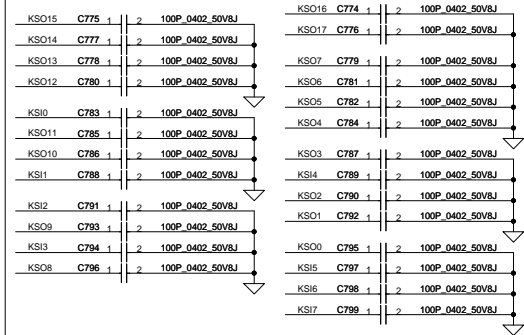 KSO15 C775 1 2 100P_0402_50V8J
KSO14 C777 1 2 100P_0402_50V8J
KSO13 C778 1 2 100P_0402_50V8J
KSO12 C780 1 2 100P_0402_50V8J
KSI0 C783 1 2 100P_0402_50V8J
KSO11 C785 1 2 100P_0402_50V8J
KSO10 C786 1 2 100P_0402_50V8J
KSI1 C788 1 2 100P_0402_50V8J
KSI2 C791 1 2 100P_0402_50V8J
KSO9 C793 1 2 100P_0402_50V8J
KSI3 C794 1 2 100P_0402_50V8J
KSO8 C796 1 2 100P_0402_50V8J
KSO16 C774 1 2 100P_0402_50V8J
KSO17 C776 1 2 100P_0402_50V8J
KSO7 C779 1 2 100P_0402_50V8J
KSO6 C781 1 2 100P_0402_50V8J
KSO5 C782 1 2 100P_0402_50V8J
KSO4 C784 1 2 100P_0402_50V8J
KSO3 C787 1 2 100P_0402_50V8J
KSI4 C789 1 2 100P_0402_50V8J
KSO2 C790 1 2 100P_0402_50V8J
KSO1 C792 1 2 100P_0402_50V8J
KSO0 C795 1 2 100P_0402_50V8J
KSI5 C797 1 2 100P_0402_50V8J
KSI6 C798 1 2 100P_0402_50V8J
KSI7 C799 1 2 100P_0402_50V8J